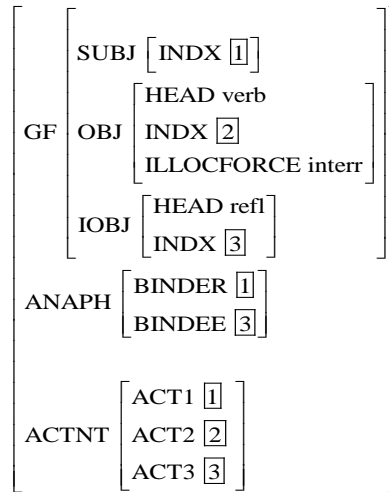 SUBJ [INDX 1]
HEAD verb
GF OBJ INDX 2
ILLOCFORCE interr
IOBJ HEAD refl
INDX 3
ANAPH BINDER 1
BINDEE 3
ACT1 1
ACTNT ACT2 2
ACT3 3